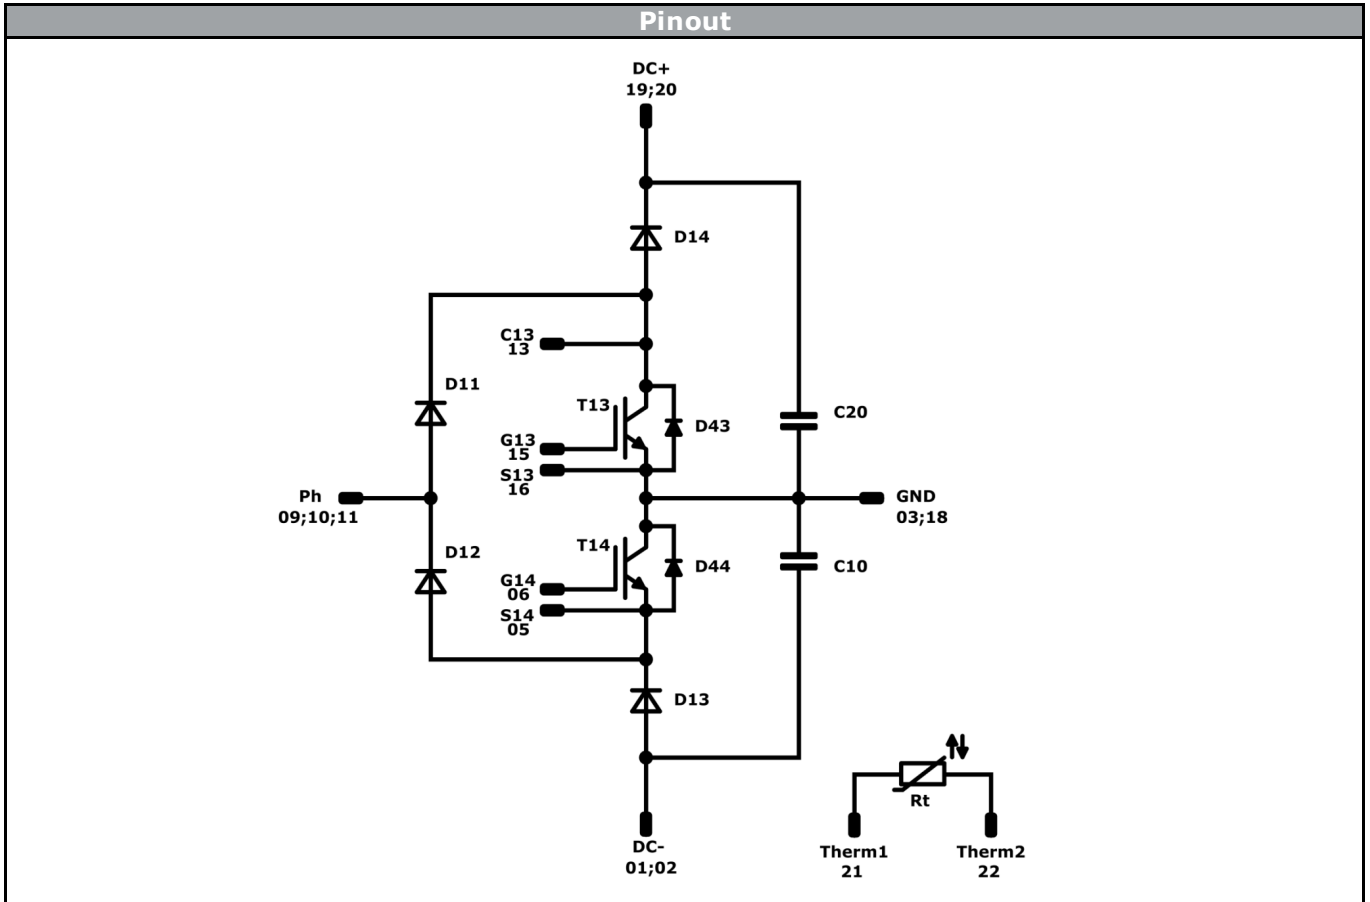 Pinout
DC+
19;20
D14
C13
13
D11
T13
D43
C20
G13
15
S13
16
Ph
09;10;11
GND
03;18
D12
T14
D44
C10
G14
06
S14
05
D13
Rt
DC-
01;02
Therm1
21
Therm2
22